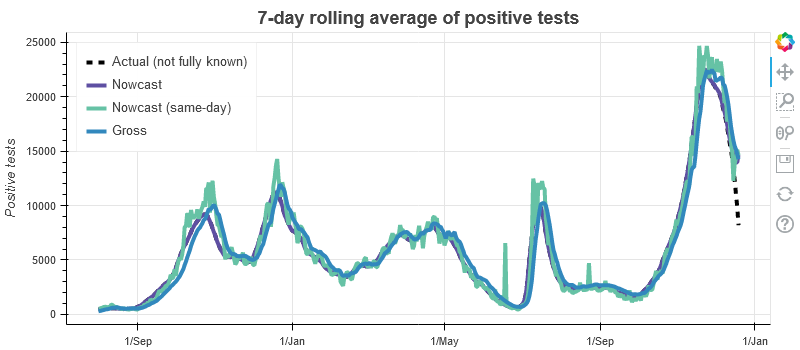 7-day rolling average of positive tests
Positive tests
25000
20000
15000
10000
5000
0
Actual (not fully known)
Nowcast
Nowcast (same-day)
Gross
1/Sep
1/Jan
1/May
1/Sep
1/Jan